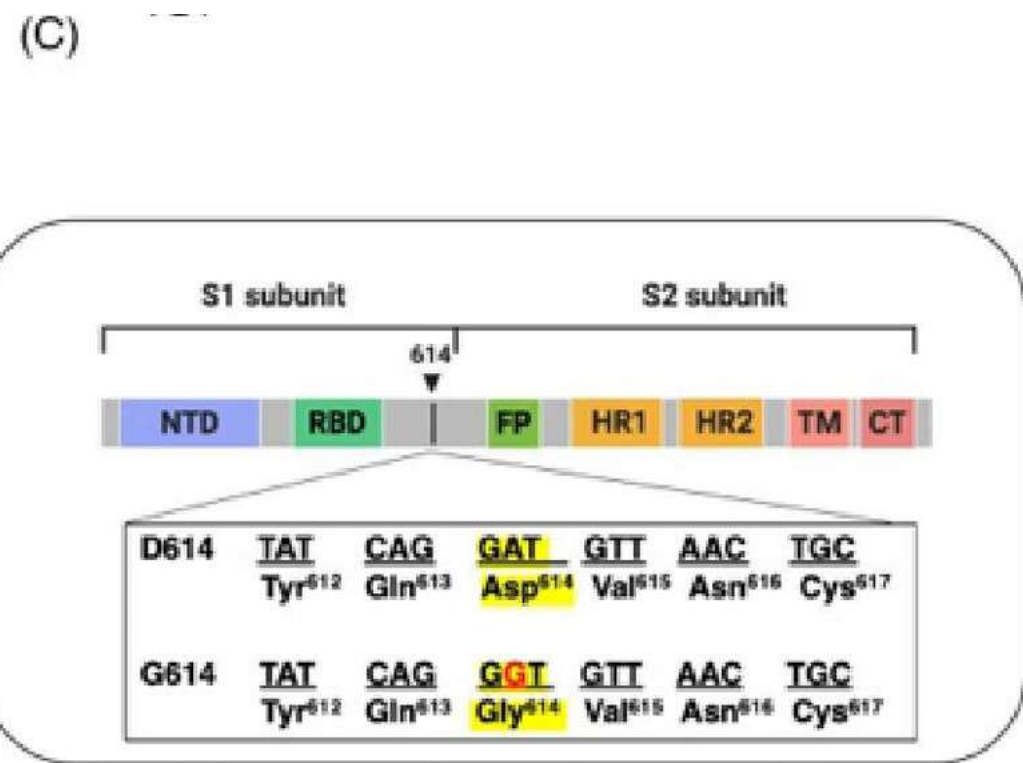 (C)
S1 subunit S2 subunit
614
NTD RBD FP HR1 HR2 TM CT
D614 TAT CAG GAT GTT AAC TGC
Tyr⁶¹² Gln⁶¹³ Asp⁶¹⁴ Val⁶¹⁵ Asn⁶¹⁶ Cys⁶¹⁷
G614 TAT CAG GGT GTT AAC TGC
Tyr⁶¹² Gln⁶¹³ Gly⁶¹⁴ Val⁶¹⁵ Asn⁶¹⁶ Cys⁶¹⁷